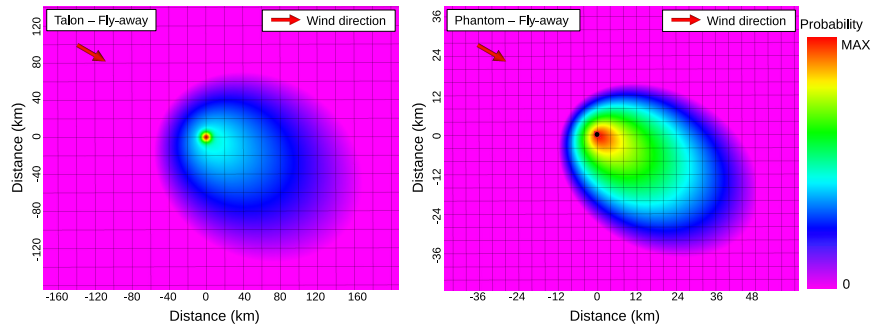 Talon – Fly-away
Wind direction
Distance (km)
120
80
40
0
-40
-80
-120
-160 -120 -80 -40 0 40 80 120 160
Distance (km)
Phantom – Fly-away
Wind direction
Distance (km)
36
24
12
0
-12
-24
-36
-36 -24 -12 0 12 24 36 48
Distance (km)
Probability
MAX
0